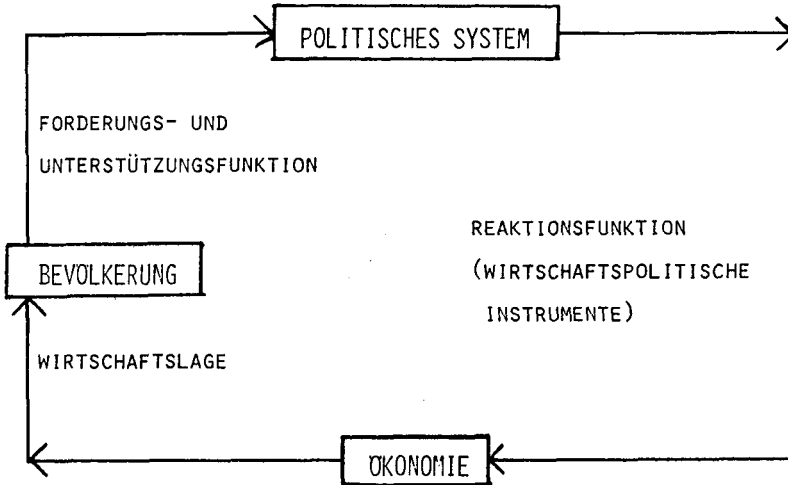 POLITISCHES SYSTEM
FORDERUNGS- UND
UNTERSTÜTZUNGSFUNKTION
REAKTIONSFUNKTION
(WIRTSCHAFTSPOLITISCHE
INSTRUMENTE)
BEVÖLKERUNG
WIRTSCHAFTSLAGE
ÖKONOMIE